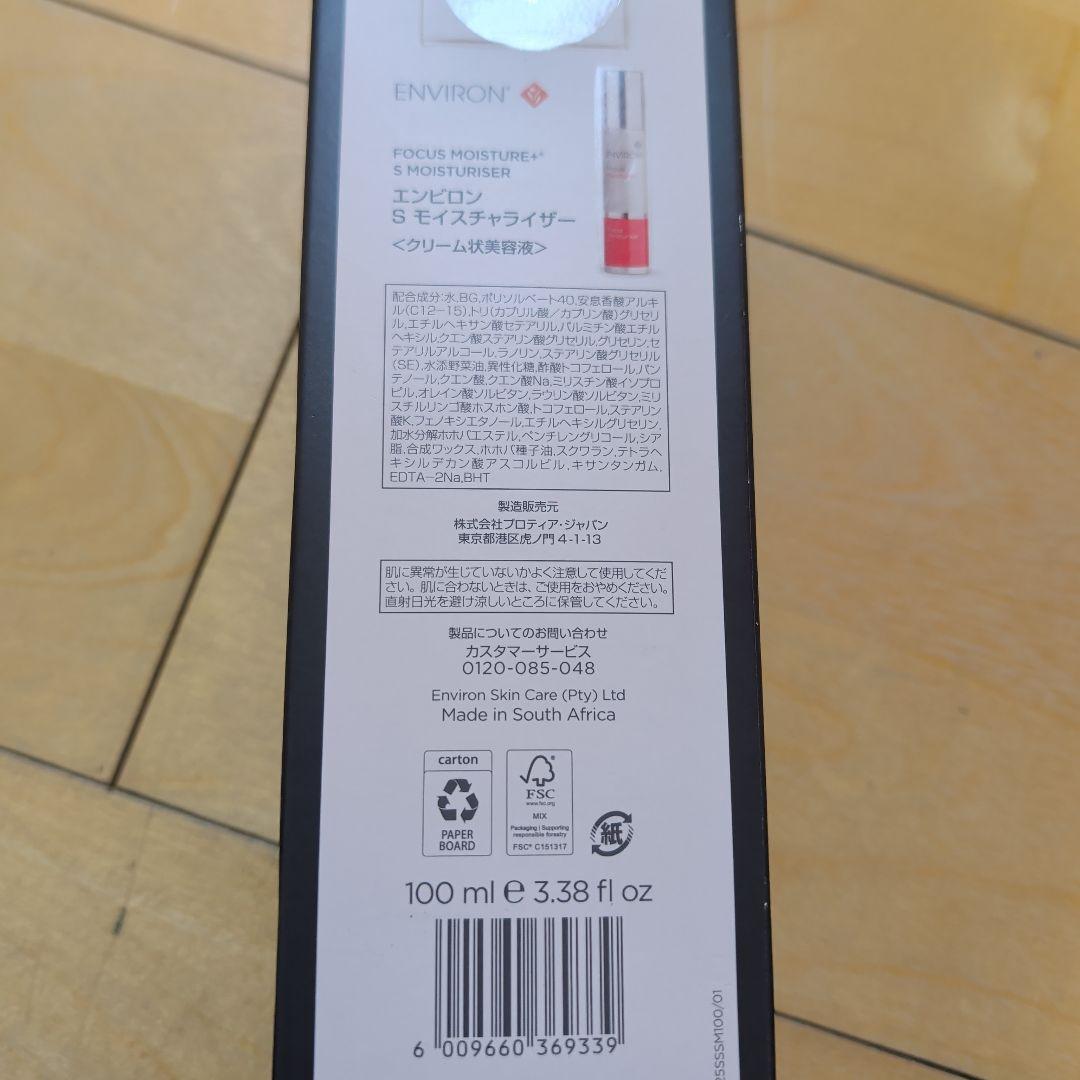 ENVIRON®
FOCUS MOISTURE+®
S MOISTURISER
エンビロン
S モイスチャライザー
<クリーム状美容液>
ENVIRON
配合成分:水,BG,ポリソルベート40,安息香酸アルキ
ル(C12-15),トリ(カプリル酸/カプリン酸)グリセリ
ル,エチルヘキサン酸セテアリル,パルミチン酸エチル
ヘキシル,クエン酸ステアリン酸グリセリル,グリセリン,セ
テアリルアルコール,ラノリン,ステアリン酸グリセリル
(SE),水添野菜油,異性化糖,酢酸トコフェロール,パン
テノール,クエン酸,クエン酸Na,ミリスチン酸イソプロ
ピル,オレイン酸ソルビタン,ラウリン酸ソルビタン,ミリ
スチルリンゴ酸ホスホン酸,トコフェロール,ステアリン
酸K,フェノキシエタノール,エチルヘキシルグリセリン,
加水分解ホホバエステル,ペンチレングリコール,シア
脂,合成ワックス,ホホバ種子油,スクワラン,テトラヘ
キシルデカン酸アスコルビル,キサンタンガム,
EDTA-2Na,BHT
製造販売元
株式会社プロティア・ジャパン
東京都港区虎ノ門4-1-13
肌に異常が生じていないかよく注意して使用してくだ
さい。肌に合わないときは、ご使用をおやめください。
直射日光を避け涼しいところに保管してください。
製品についてのお問い合わせ
カスタマーサービス
0120-085-048
Environ Skin Care (Pty) Ltd
Made in South Africa
carton
PAPER
BOARD
FSC
www.fsc.org
MIX
Packaging | Supporting
responsible forestry
FSC® C151317
紙
100 ml ℮ 3.38 fl oz
6 009660 369339
25SSSM100/01